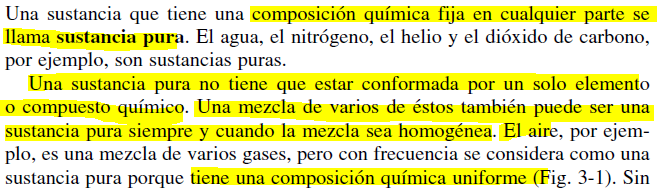 Una sustancia que tiene una composición química fija en cualquier parte se
llama sustancia pura. El agua, el nitrógeno, el helio y el dióxido de carbono,
por ejemplo, son sustancias puras.
Una sustancia pura no tiene que estar conformada por un solo elemento
o compuesto químico. Una mezcla de varios de éstos también puede ser una
sustancia pura siempre y cuando la mezcla sea homogénea. El aire, por ejem-
plo, es una mezcla de varios gases, pero con frecuencia se considera como una
sustancia pura porque tiene una composición química uniforme (Fig. 3-1). Sin